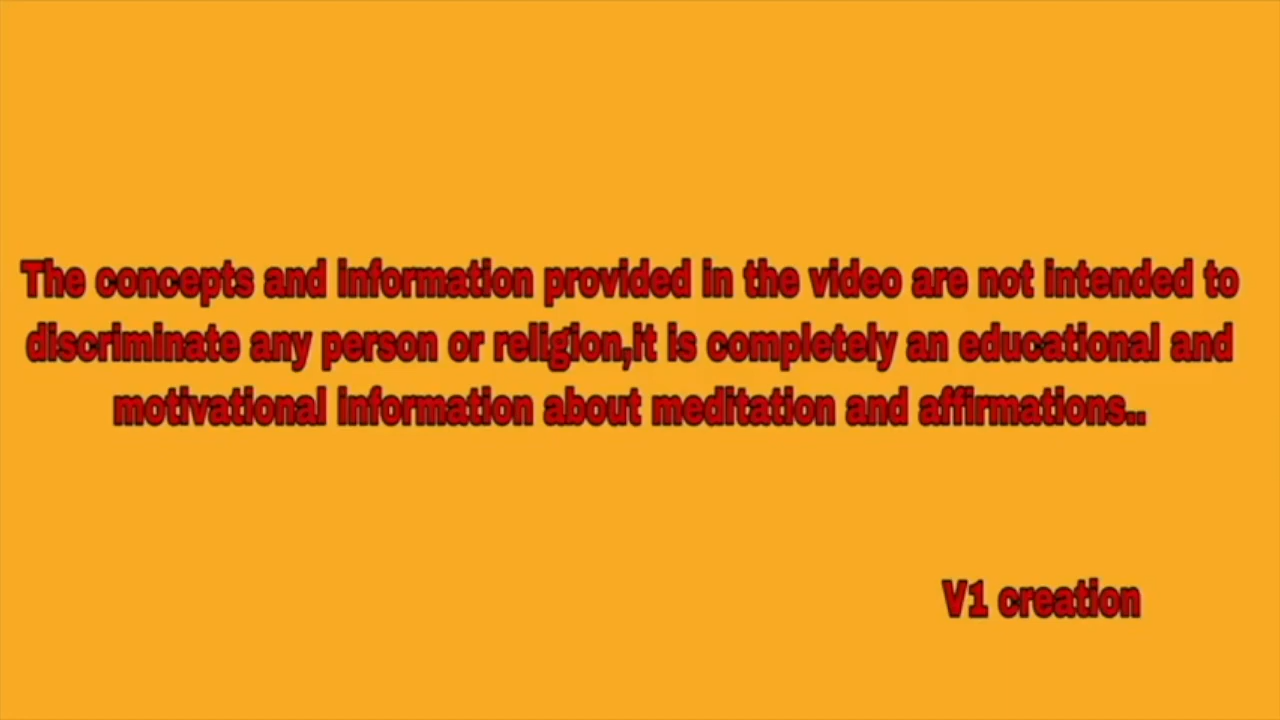 The concepts and information provided in the video are not intended to
discriminate any person or religion,it is completely an educational and
motivational information about meditation and affirmations..
V1 creation